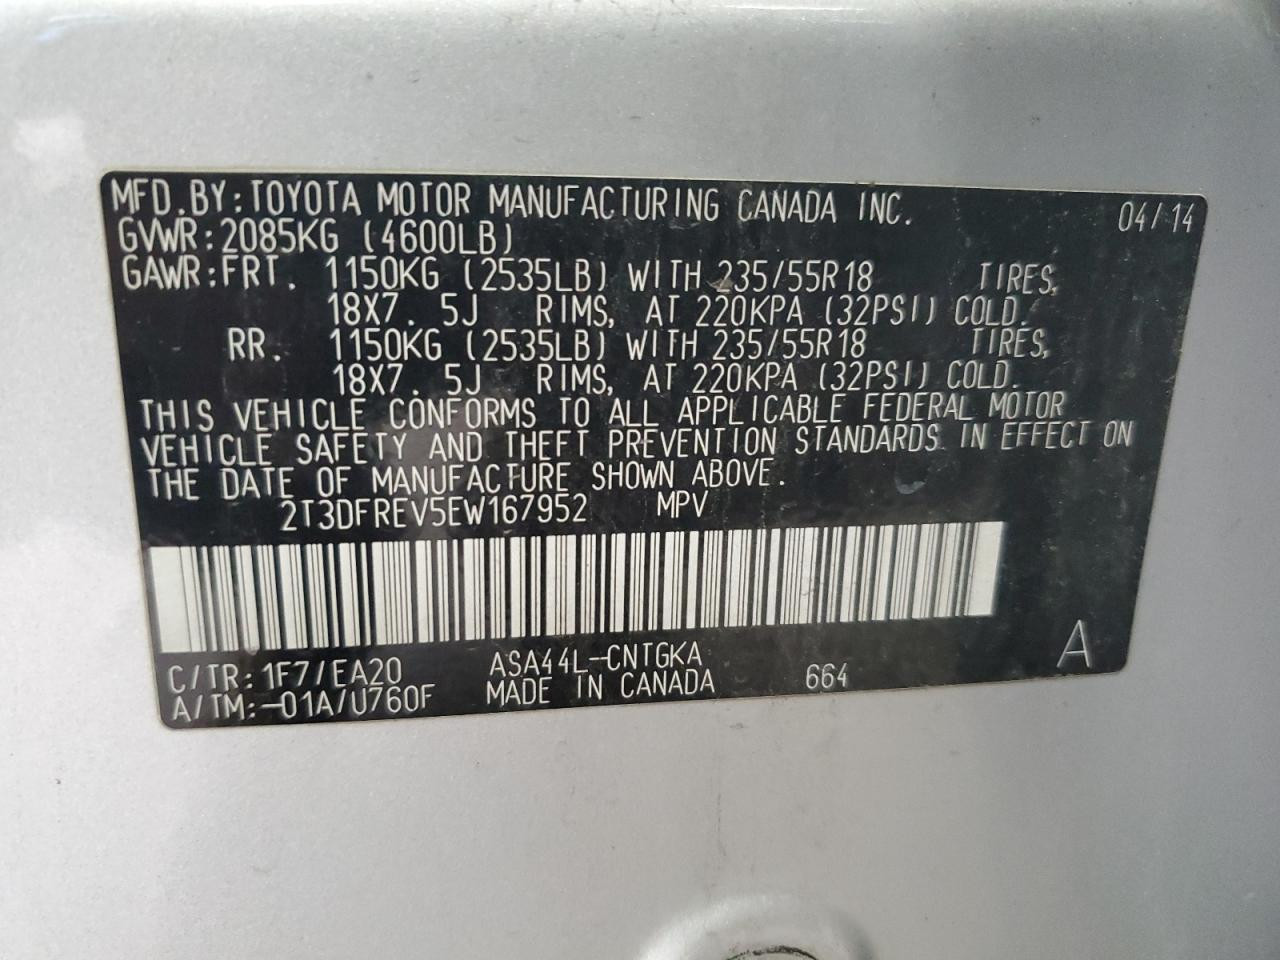 MFD.BY:TOYOTA MOTOR MANUFACTURING CANADA INC. 04/14
GVWR:2085KG (4600LB)
GAWR:FRT. 1150KG (2535LB) WITH 235/55R18 TIRES,
18X7.5J RIMS, AT 220KPA (32PSI) COLD.
RR. 1150KG (2535LB) WITH 235/55R18 TIRES,
18X7.5J RIMS, AT 220KPA (32PSI) COLD.
THIS VEHICLE CONFORMS TO ALL APPLICABLE FEDERAL MOTOR
VEHICLE SAFETY AND THEFT PREVENTION STANDARDS IN EFFECT ON
THE DATE OF MANUFACTURE SHOWN ABOVE.
2T3DFREV5EW167952 MPV
C/TR:1F7/EA20 ASA44L-CNTGKA
A/TM:-01A/U760F MADE IN CANADA 664 A